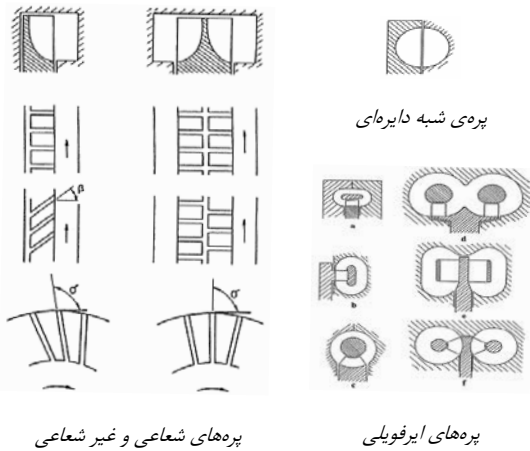 پره‌ی شبه دایره‌ای
β
a
d
b
e
σ
σ
c
f
پره‌های شعاعی و غیر شعاعی
پره‌های ایرفویلی